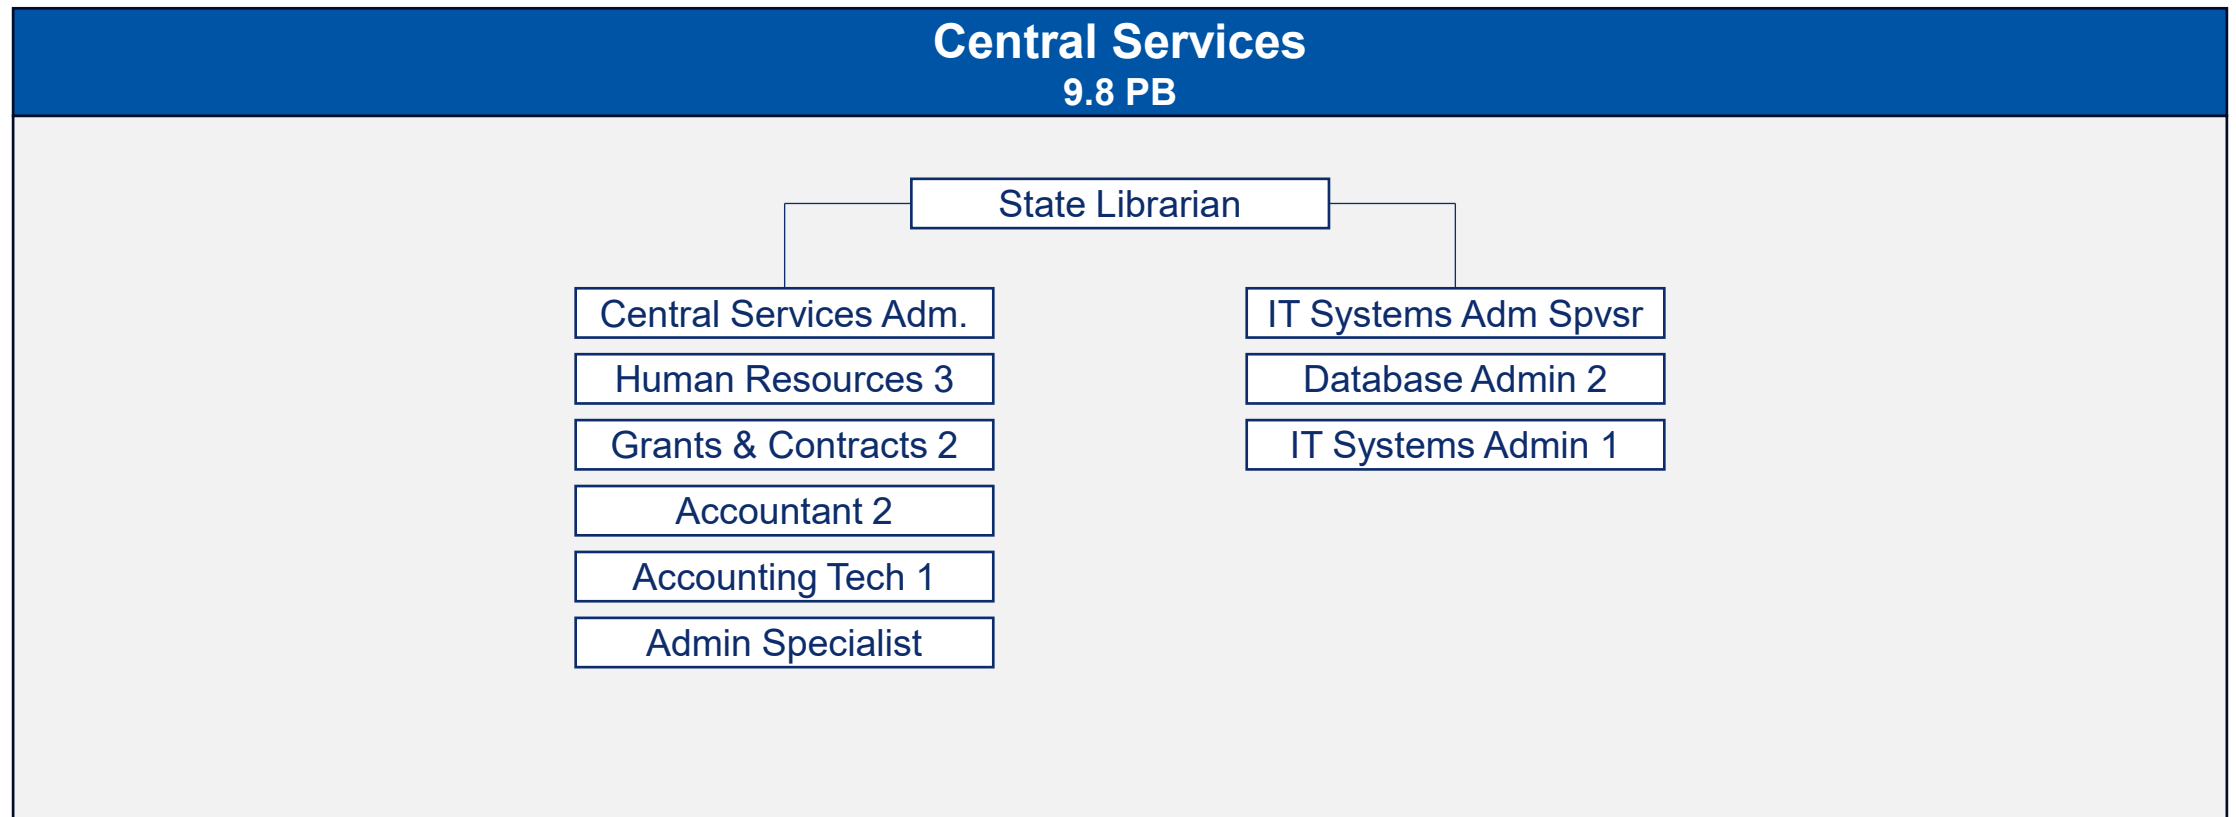 Central Services
9.8 PB
State Librarian
Central Services Adm.
Human Resources 3
Grants & Contracts 2
Accountant 2
Accounting Tech 1
Admin Specialist
IT Systems Adm Spvsr
Database Admin 2
IT Systems Admin 1